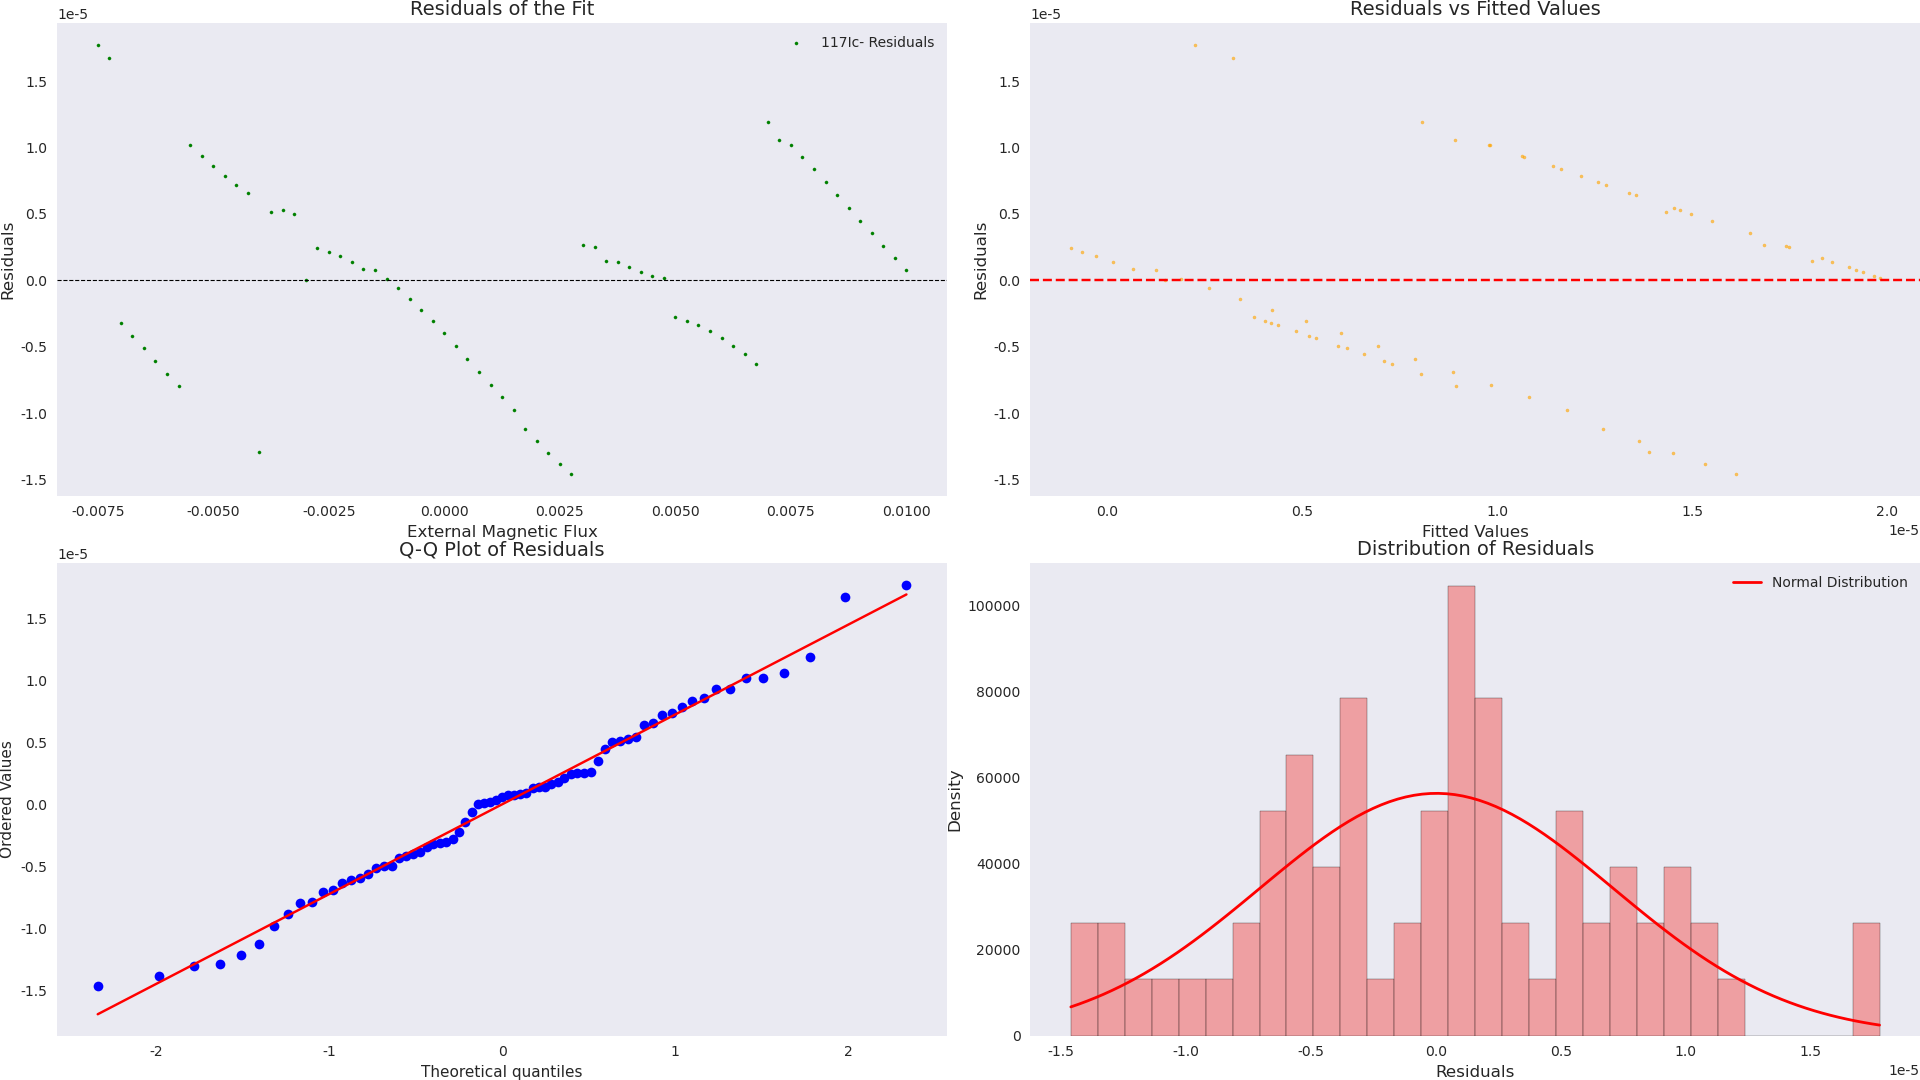 Residuals of the Fit
1e-5
117Ic- Residuals
1.5
1.0
0.5
0.0
-0.5
-1.0
-1.5
Residuals
-0.0075 -0.0050 -0.0025 0.0000 0.0025 0.0050 0.0075 0.0100
External Magnetic Flux
Residuals vs Fitted Values
1e-5
1.5
1.0
0.5
0.0
-0.5
-1.0
-1.5
Residuals
0.0 0.5 1.0 1.5 2.0
Fitted Values
1e-5
Q-Q Plot of Residuals
1e-5
1.5
1.0
0.5
0.0
-0.5
-1.0
-1.5
Ordered Values
-2 -1 0 1 2
Theoretical quantiles
Distribution of Residuals
Normal Distribution
100000
80000
60000
40000
20000
0
Density
-1.5 -1.0 -0.5 0.0 0.5 1.0 1.5
Residuals
1e-5